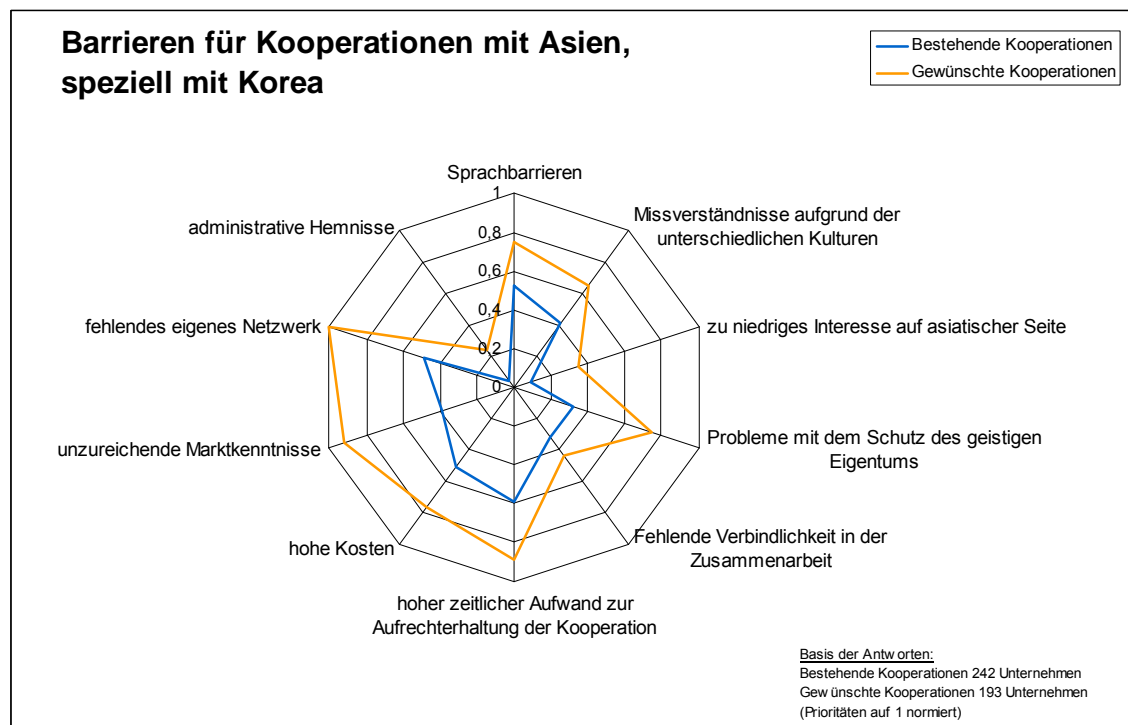 Barrieren für Kooperationen mit Asien,
speziell mit Korea
Bestehende Kooperationen
Gewünschte Kooperationen
Sprachbarrieren
Missverständnisse aufgrund der
unterschiedlichen Kulturen
zu niedriges Interesse auf asiatischer Seite
Probleme mit dem Schutz des geistigen
Eigentums
Fehlende Verbindlichkeit in der
Zusammenarbeit
hoher zeitlicher Aufwand zur
Aufrechterhaltung der Kooperation
hohe Kosten
unzureichende Marktkenntnisse
fehlendes eigenes Netzwerk
administrative Hemnisse
1
0,8
0,6
0,4
0,2
0
Basis der Antworten:
Bestehende Kooperationen 242 Unternehmen
Gewünschte Kooperationen 193 Unternehmen
(Prioritäten auf 1 normiert)